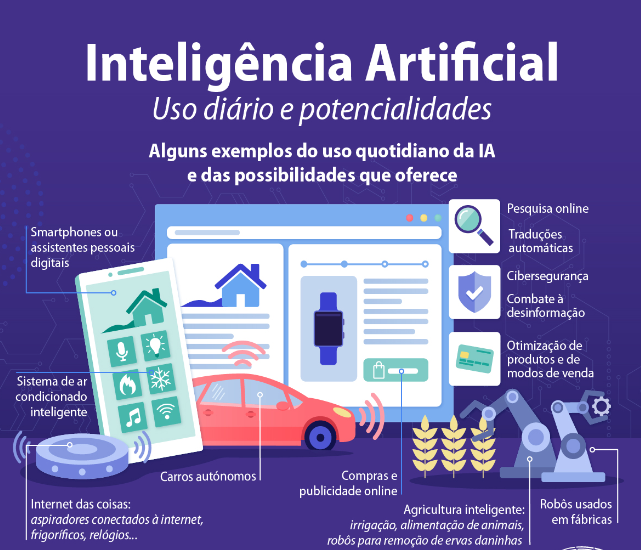 Inteligência Artificial
Uso diário e potencialidades
Alguns exemplos do uso quotidiano da IA
e das possibilidades que oferece
Smartphones ou
assistentes pessoais
digitais
Pesquisa online
Traduções
automáticas
Cibersegurança
Combate à
desinformação
Otimização de
produtos e de
modos de venda
Sistema de ar
condicionado
inteligente
Carros autónomos
Compras e
publicidade online
Internet das coisas:
aspiradores conectados à internet,
frigoríficos, relógios...
Agricultura inteligente:
irrigação, alimentação de animais,
robôs para remoção de ervas daninhas
Robôs usados
em fábricas